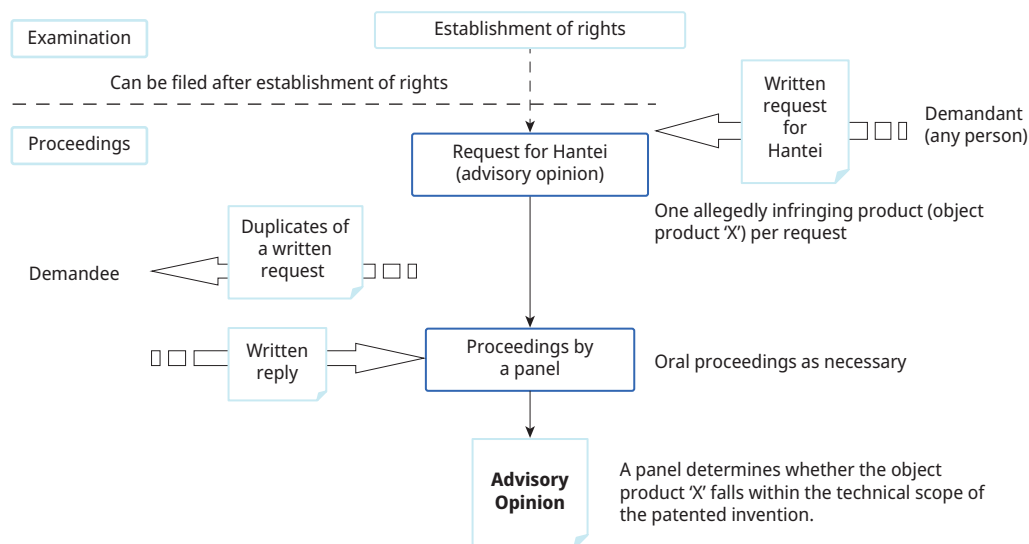 Examination
Establishment of rights
Can be filed after establishment of rights
Proceedings
Request for Hantei
(advisory opinion)
Written
request
for
Hantei
Demandant
(any person)
One allegedly infringing product (object
product ‘X’) per request
Duplicates of
a written
request
Demandee
Written
reply
Proceedings by
a panel
Oral proceedings as necessary
Advisory
Opinion
A panel determines whether the object
product ‘X’ falls within the technical scope of
the patented invention.